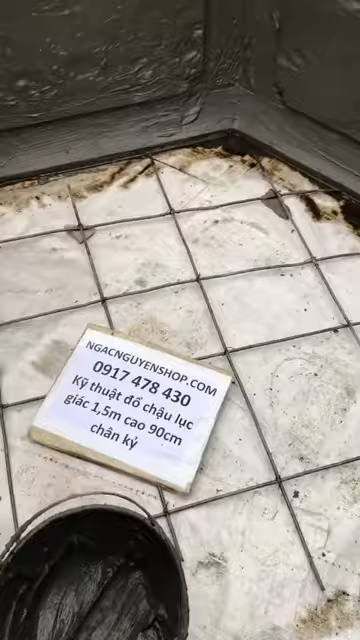 NGACNGUYENSHOP.COM
0917 478 430
Kỹ thuật đổ chậu lục
giác 1,5m cao 90cm
chân kỷ